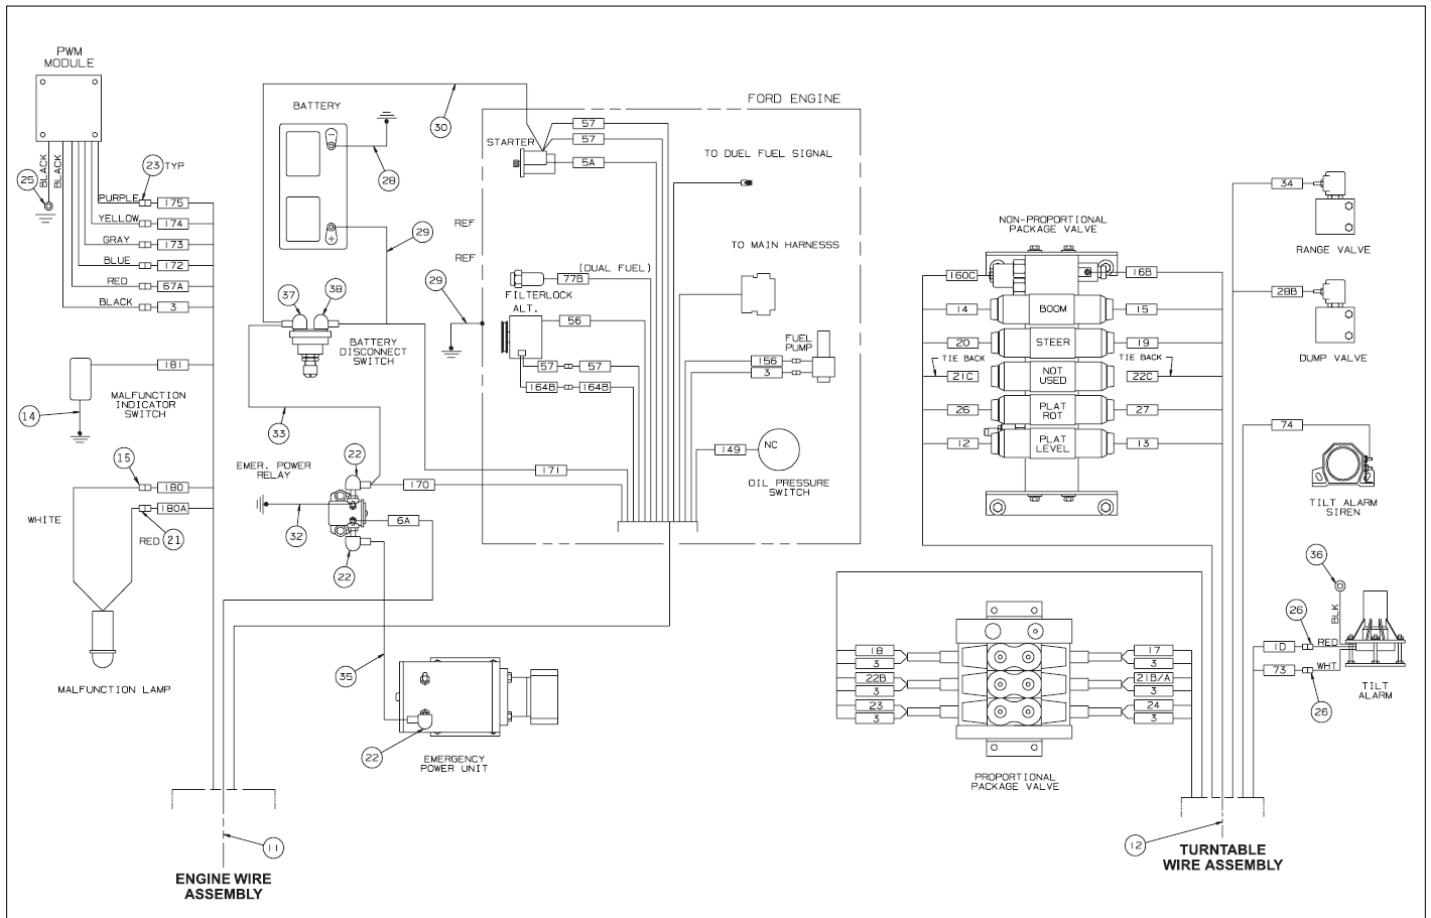 PWM
MODULE
BLACK
BLACK
25
23 TYP
PURPLE
175
YELLOW
174
GRAY
173
BLUE
172
RED
67A
BLACK
3
181
MALFUNCTION
INDICATOR
SWITCH
14
15
180
180A
WHITE
RED
21
MALFUNCTION LAMP
BATTERY
28
29
30
37
38
BATTERY
DISCONNECT
SWITCH
33
EMER. POWER
RELAY
22
170
171
32
6A
22
35
22
EMERGENCY
POWER UNIT
11
ENGINE WIRE
ASSEMBLY
FORD ENGINE
STARTER
57
57
5A
TO DUEL FUEL SIGNAL
REF
REF
29
(DUAL FUEL)
77B
FILTERLOCK
ALT.
56
57
57
164B
164B
TO MAIN HARNESSS
FUEL
PUMP
156
3
149
NC
OIL PRESSURE
SWITCH
NON-PROPORTIONAL
PACKAGE VALVE
160C
16B
14
BOOM
15
20
STEER
19
TIE BACK
TIE BACK
21C
NOT
USED
22C
26
PLAT
ROT
27
12
PLAT
LEVEL
13
18
3
22B
3
23
3
17
3
21B/A
3
24
3
PROPORTIONAL
PACKAGE VALVE
34
RANGE VALVE
28B
DUMP VALVE
74
TILT ALARM
SIREN
36
BLK
26
1D
RED
73
WHT
26
TILT
ALARM
12
TURNTABLE
WIRE ASSEMBLY